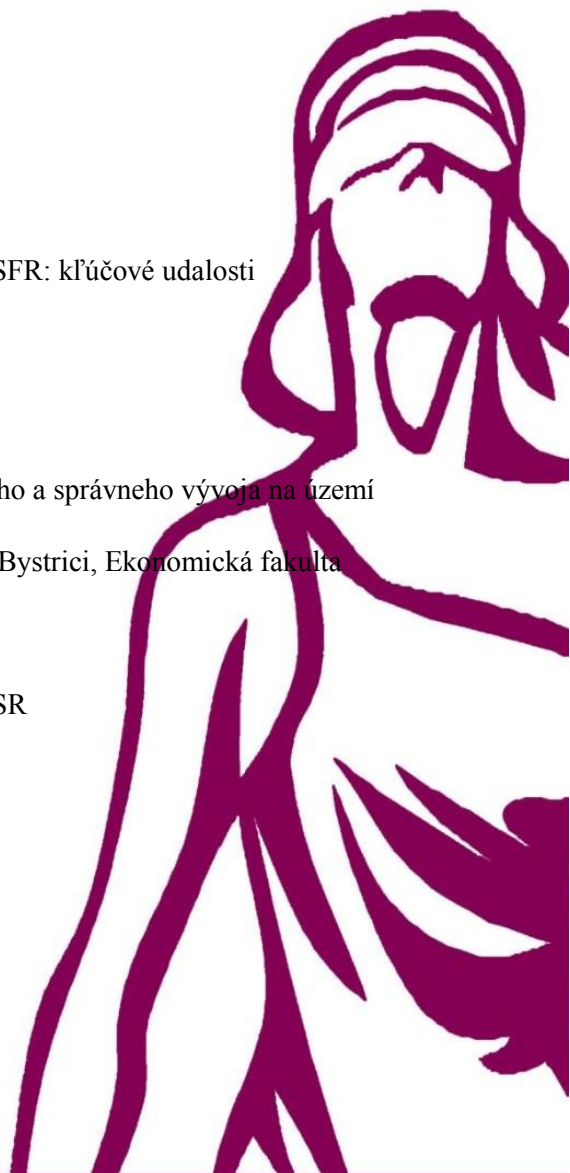 SFR: kľúčové udalosti
ho a správneho vývoja na území
Bystrici, Ekonomická fakulta
SR